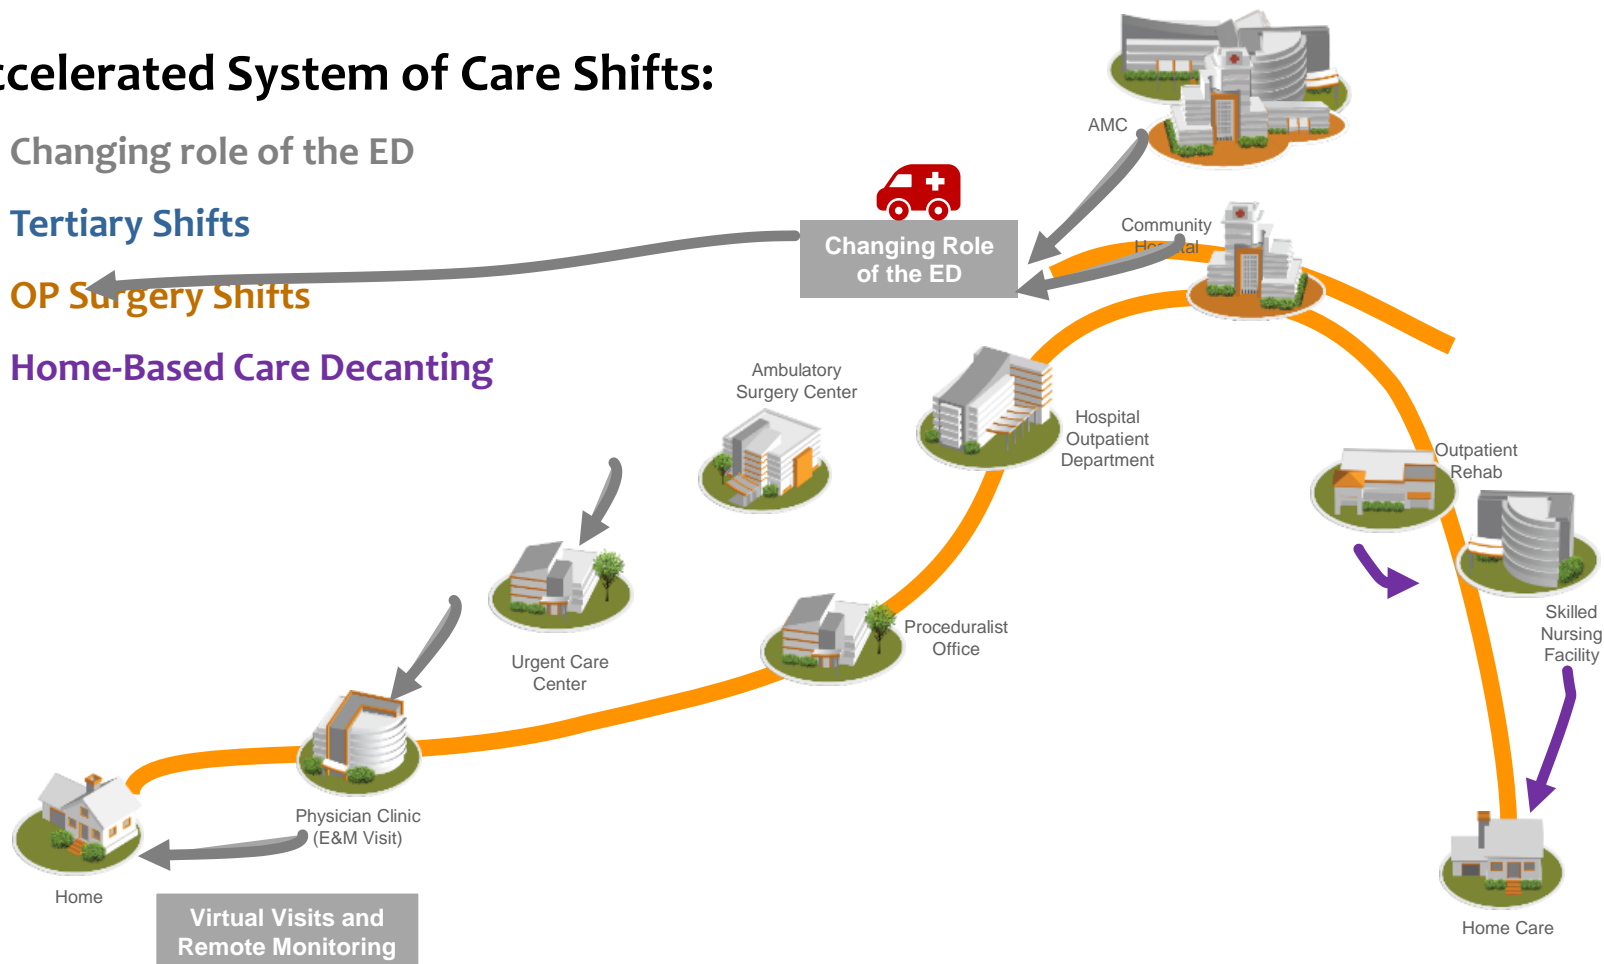 ccelerated System of Care Shifts:
Changing role of the ED
Tertiary Shifts
OP Surgery Shifts
Home-Based Care Decanting
AMC
Changing Role
of the ED
Community
Hospital
Ambulatory
Surgery Center
Hospital
Outpatient
Department
Outpatient
Rehab
Skilled
Nursing
Facility
Proceduralist
Office
Urgent Care
Center
Physician Clinic
(E&M Visit)
Home
Virtual Visits and
Remote Monitoring
Home Care